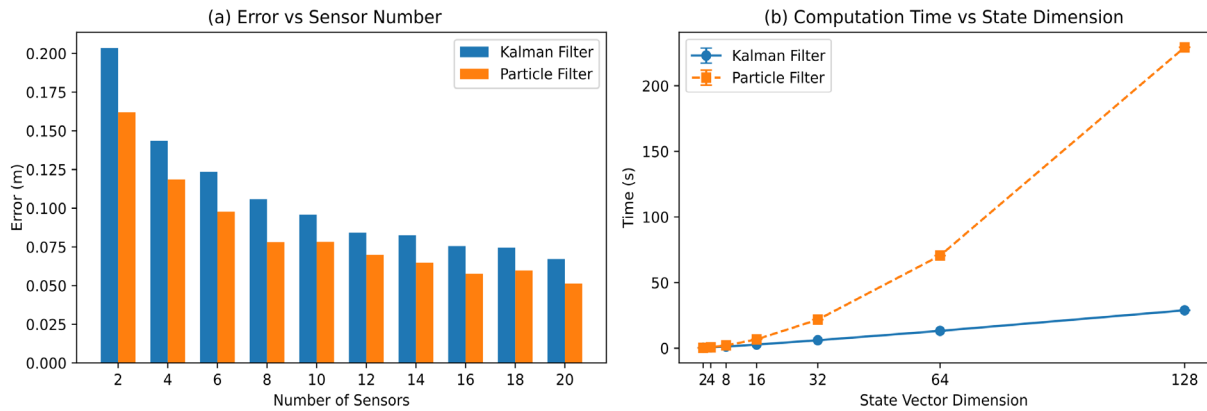 (a) Error vs Sensor Number
Kalman Filter
Particle Filter
Error (m)
0.200
0.175
0.150
0.125
0.100
0.075
0.050
0.025
0.000
2 4 6 8 10 12 14 16 18 20
Number of Sensors
(b) Computation Time vs State Dimension
Kalman Filter
Particle Filter
Time (s)
200
150
100
50
0
2 4 8 16 32 64 128
State Vector Dimension